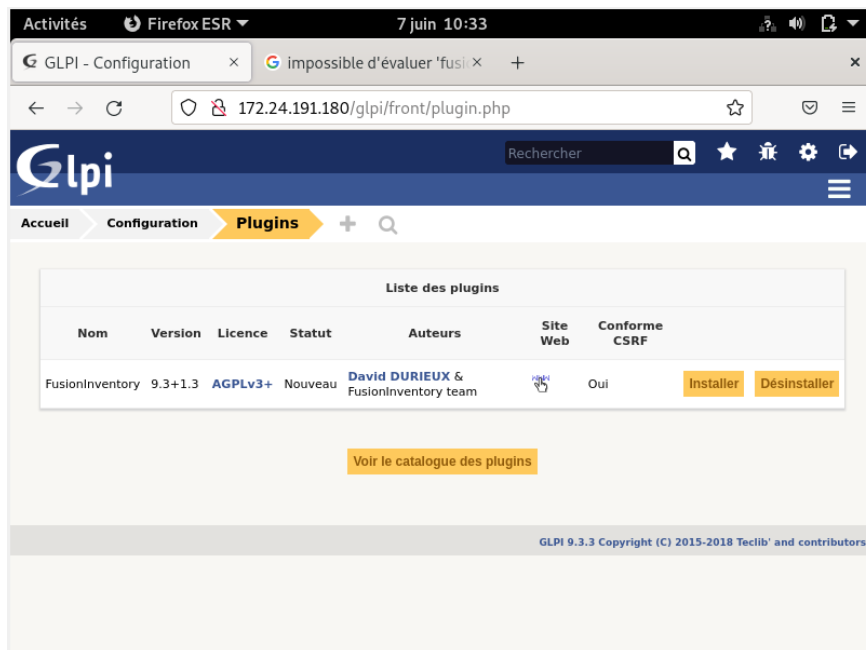 Activités Firefox ESR 7 juin 10:33
GLPI - Configuration × impossible d'évaluer 'fusi × + ×
172.24.191.180/glpi/front/plugin.php
Glpi Rechercher
Accueil Configuration Plugins
Liste des plugins
Nom Version Licence Statut Auteurs Site Web Conforme CSRF
FusionInventory 9.3+1.3 AGPLv3+ Nouveau David DURIEUX &
FusionInventory team Oui Installer Désinstaller
Voir le catalogue des plugins
GLPI 9.3.3 Copyright (C) 2015-2018 Teclib' and contributors